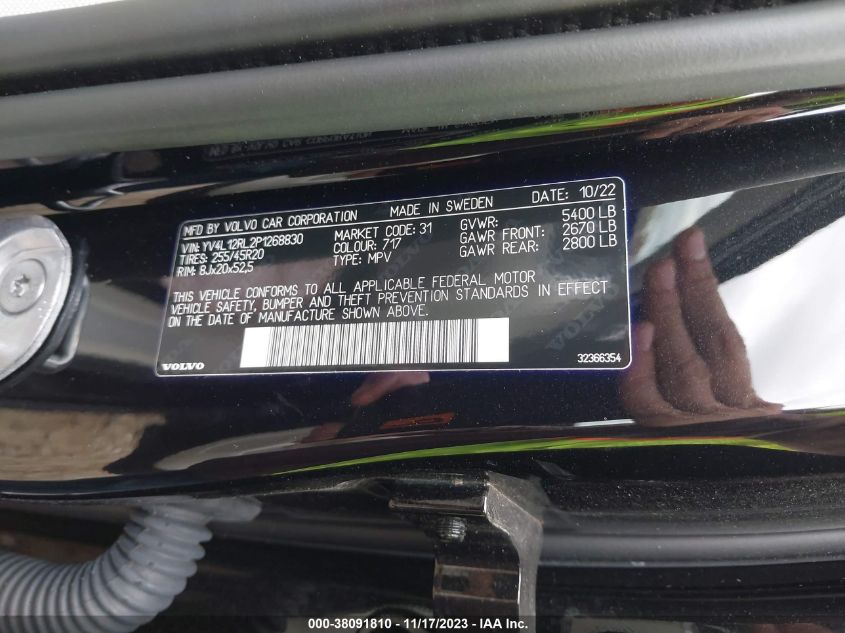 MFD BY VOLVO CAR CORPORATION MADE IN SWEDEN DATE: 10/22
VIN: YV4L12RL2P1268830 MARKET CODE: 31 GVWR: 5400 LB
TIRES: 255/45R20 COLOUR: 717 GAWR FRONT: 2670 LB
RIM: 8Jx20x52,5 TYPE: MPV GAWR REAR: 2800 LB
THIS VEHICLE CONFORMS TO ALL APPLICABLE FEDERAL MOTOR
VEHICLE SAFETY, BUMPER AND THEFT PREVENTION STANDARDS IN EFFECT
ON THE DATE OF MANUFACTURE SHOWN ABOVE.
VOLVO 32366354
000-38091810 — 11/17/2023 — IAA Inc.